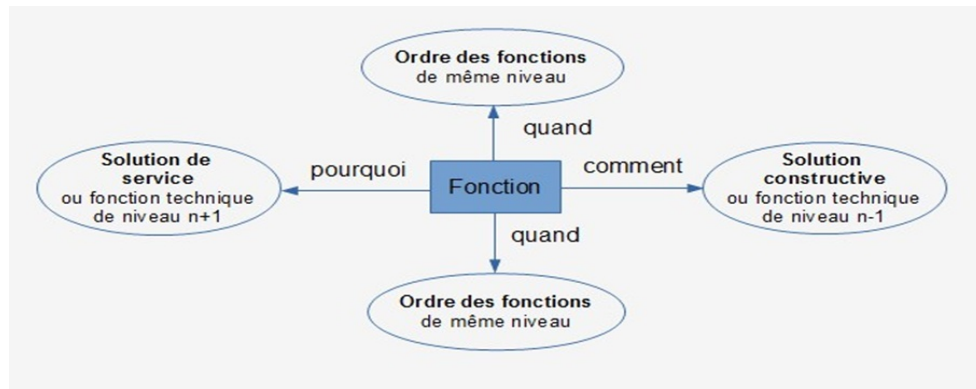 Ordre des fonctions
de même niveau
quand
Solution de
service
ou fonction technique
de niveau n+1
pourquoi
Fonction
comment
Solution
constructive
ou fonction technique
de niveau n-1
quand
Ordre des fonctions
de même niveau